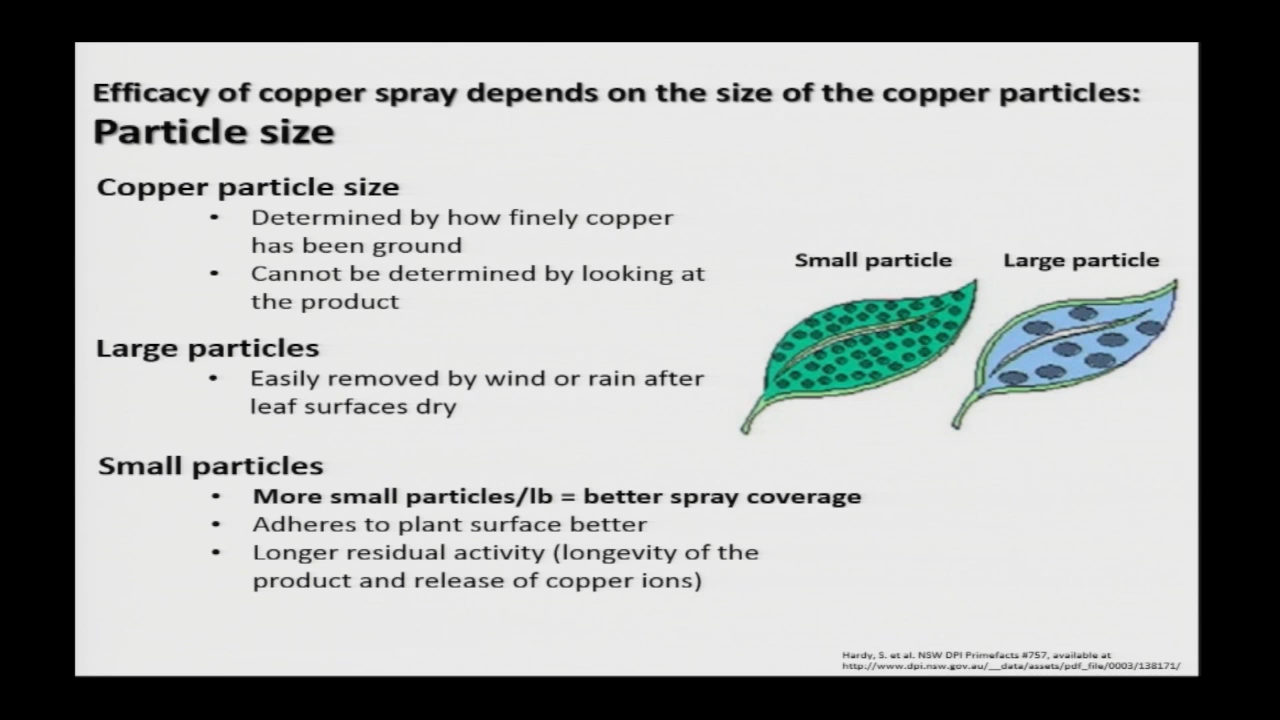 Efficacy of copper spray depends on the size of the copper particles:
Particle size
Copper particle size
• Determined by how finely copper
has been ground
• Cannot be determined by looking at
the product
Large particles
• Easily removed by wind or rain after
leaf surfaces dry
Small particle
Large particle
Small particles
• More small particles/lb = better spray coverage
• Adheres to plant surface better
• Longer residual activity (longevity of the
product and release of copper ions)
Hardy, S. et al. NSW DPI Primefacts #757, available at
http://www.dpi.nsw.gov.au/__data/assets/pdf_file/0003/138171/